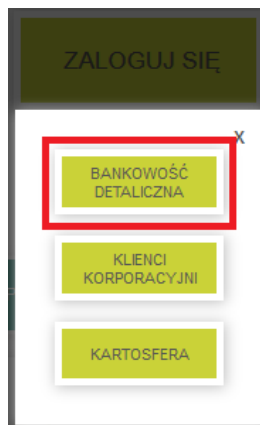 ZALOGUJ SIĘ
X
BANKOWOŚĆ
DETALICZNA
KLIENCI
KORPORACYJNI
KARTOSFERA